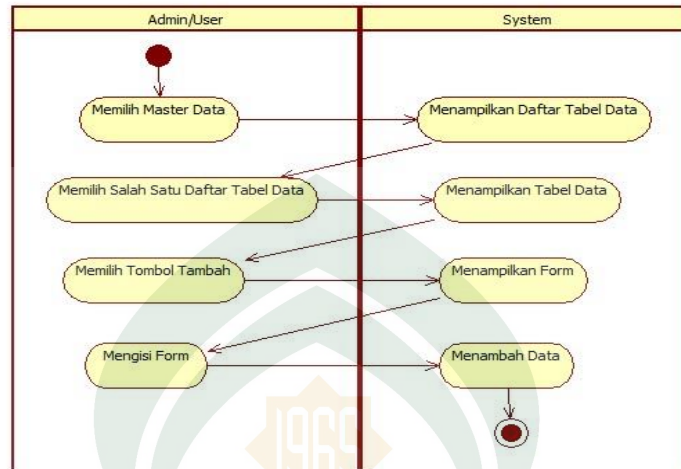 Admin/User
System
Memilih Master Data
Menampilkan Daftar Tabel Data
Memilih Salah Satu Daftar Tabel Data
Menampilkan Tabel Data
Memilih Tombol Tambah
Menampilkan Form
Mengisi Form
Menambah Data
1965